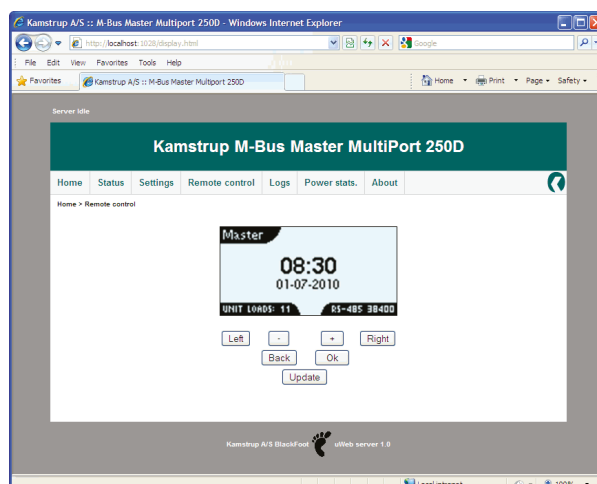 Kamstrup A/S :: M-Bus Master Multiport 250D - Windows Internet Explorer
http://localhost:1028/display.html
Google
File Edit View Favorites Tools Help
Favorites Kamstrup A/S :: M-Bus Master Multiport 250D Home Print Page Safety
Server Idle
Kamstrup M-Bus Master MultiPort 250D
Home Status Settings Remote control Logs Power stats. About
Home > Remote control
Master
08:30
01-07-2010
UNIT LOADS: 11 RS-485 38400
Left - + Right
Back Ok
Update
Kamstrup A/S BlackFoot uWeb server 1.0
Local intranet 100%